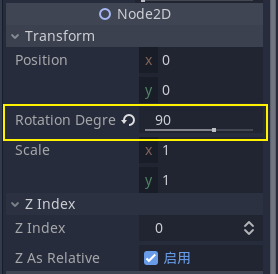 Node2D
Transform
Position x 0
y 0
Rotation Degre 90
Scale x 1
y 1
Z Index
Z Index 0
Z As Relative 启用